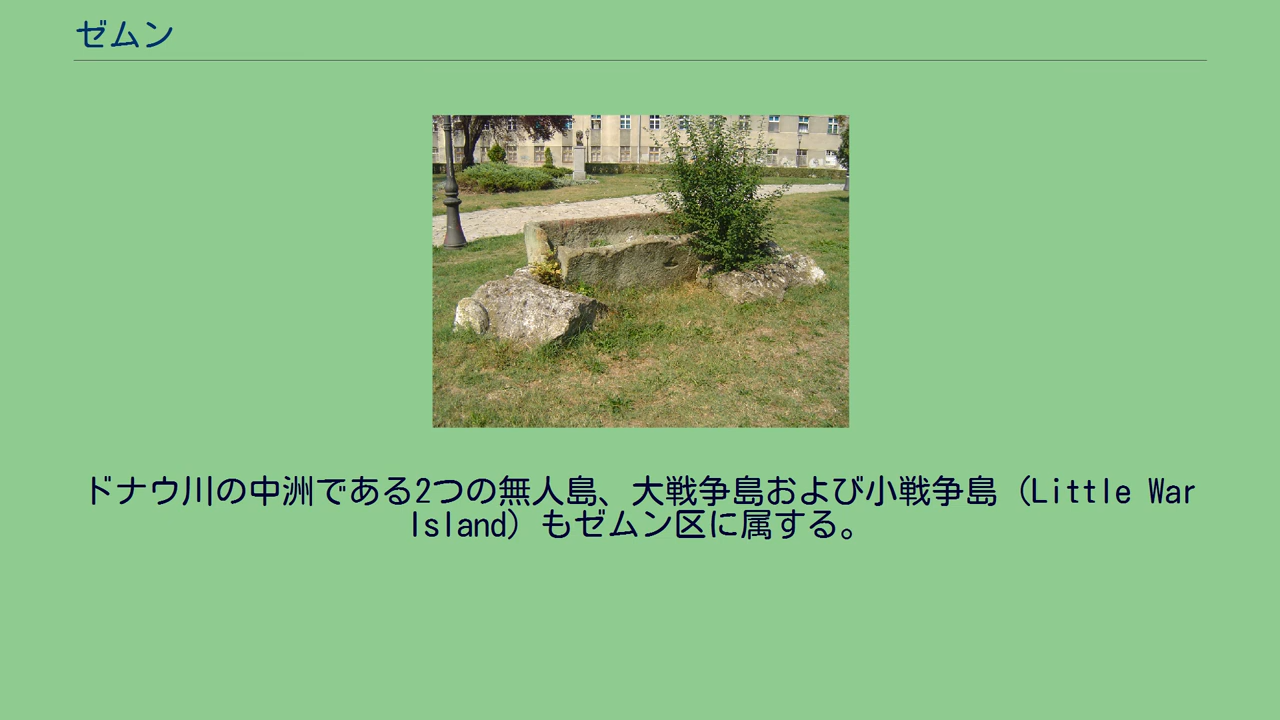 ゼムン
ドナウ川の中洲である2つの無人島、大戦争島および小戦争島（Little War
Island）もゼムン区に属する。